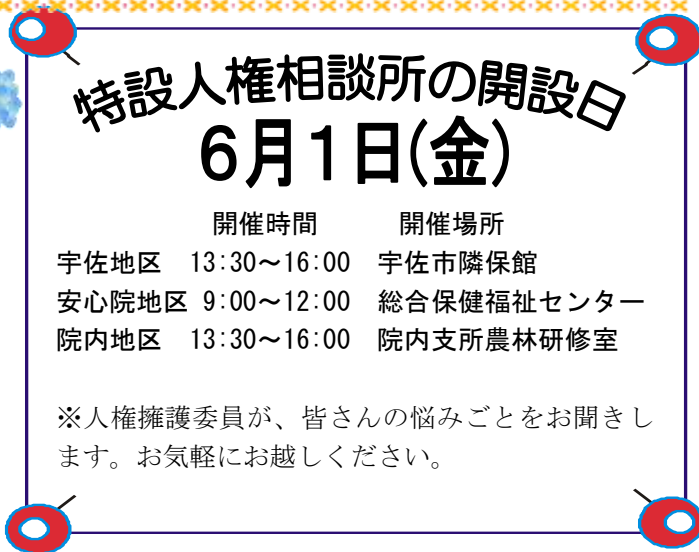 特設人権相談所の開設日
6月1日(金)
開催時間 開催場所
宇佐地区 13:30～16:00 宇佐市隣保館
安心院地区 9:00～12:00 総合保健福祉センター
院内地区 13:30～16:00 院内支所農林研修室
※人権擁護委員が、皆さんの悩みごとをお聞きし
ます。お気軽にお越しください。